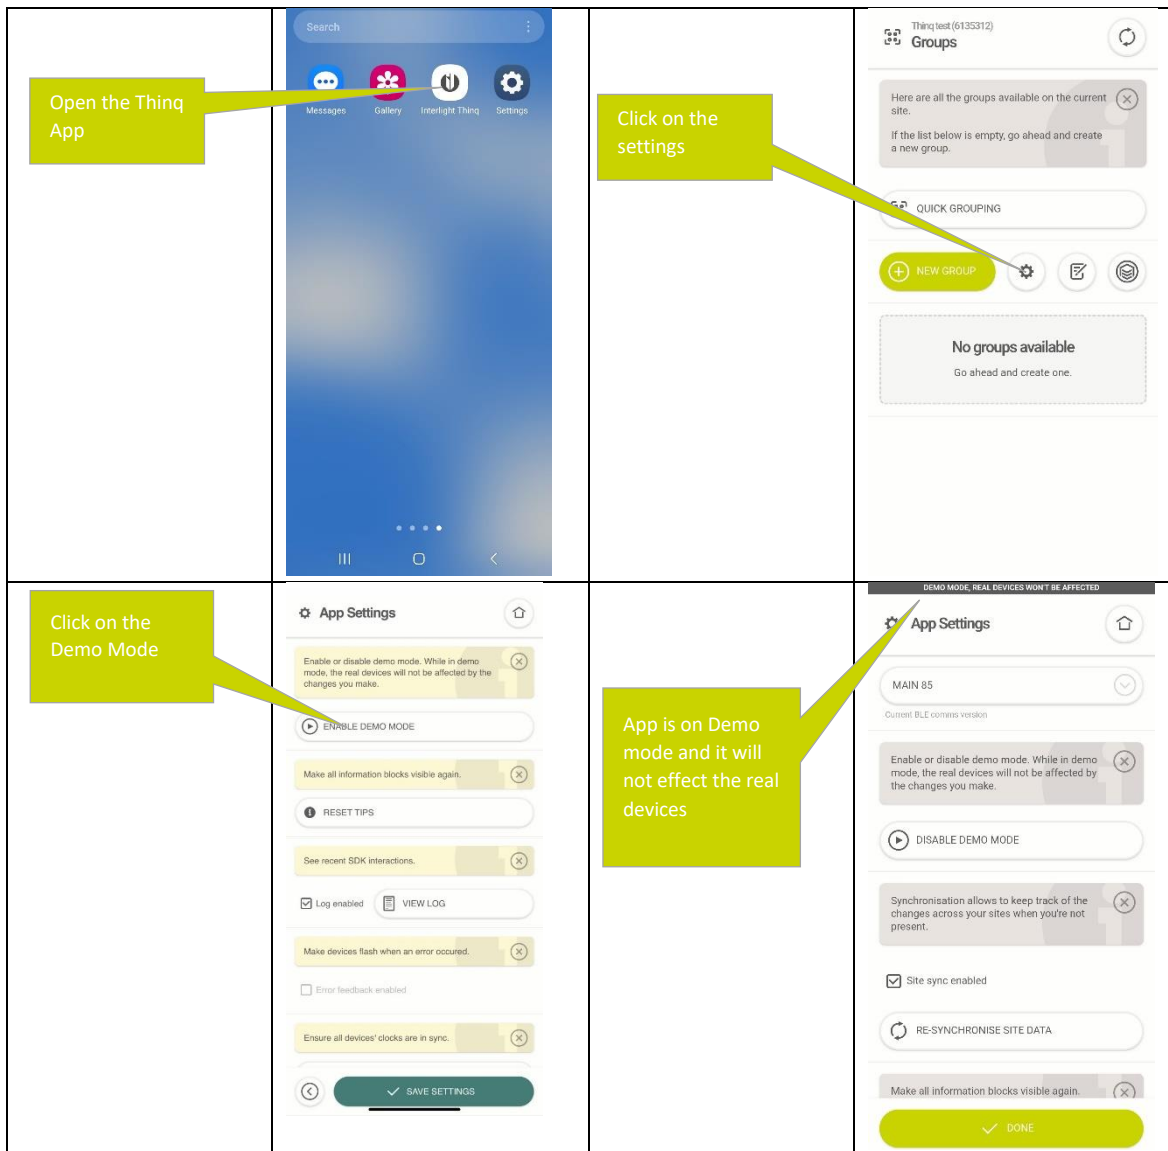 Open the Thinq
App
Search
Messages
Gallery
Interlight Thinq
Settings
Click on the
settings
Thinq test (6135312)
Groups
Here are all the groups available on the current
site.
If the list below is empty, go ahead and create
a new group.
QUICK GROUPING
NEW GROUP
No groups available
Go ahead and create one.
Click on the
Demo Mode
App Settings
Enable or disable demo mode. While in demo
mode, the real devices will not be affected by the
changes you make.
ENABLE DEMO MODE
Make all information blocks visible again.
RESET TIPS
See recent SDK interactions.
Log enabled
VIEW LOG
Make devices flash when an error occured.
Error feedback enabled
Ensure all devices' clocks are in sync.
SAVE SETTINGS
App is on Demo
mode and it will
not effect the real
devices
DEMO MODE, REAL DEVICES WON'T BE AFFECTED
App Settings
MAIN 85
Current BLE comms version
Enable or disable demo mode. While in demo
mode, the real devices will not be affected by
the changes you make.
DISABLE DEMO MODE
Synchronisation allows to keep track of the
changes across your sites when you're not
present.
Site sync enabled
RE-SYNCHRONISE SITE DATA
Make all information blocks visible again.
DONE